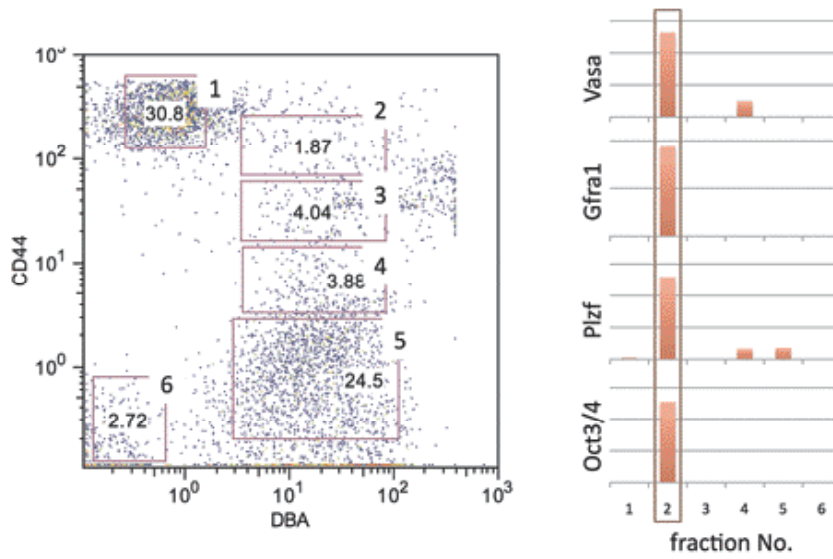 10³
10²
10¹
10⁰
CD44
1
30.8
2
1.87
3
4.04
4
3.88
5
24.5
6
2.72
10⁰ 10¹ 10² 10³
DBA
Vasa
Gfra1
Plzf
Oct3/4
1 2 3 4 5 6
fraction No.